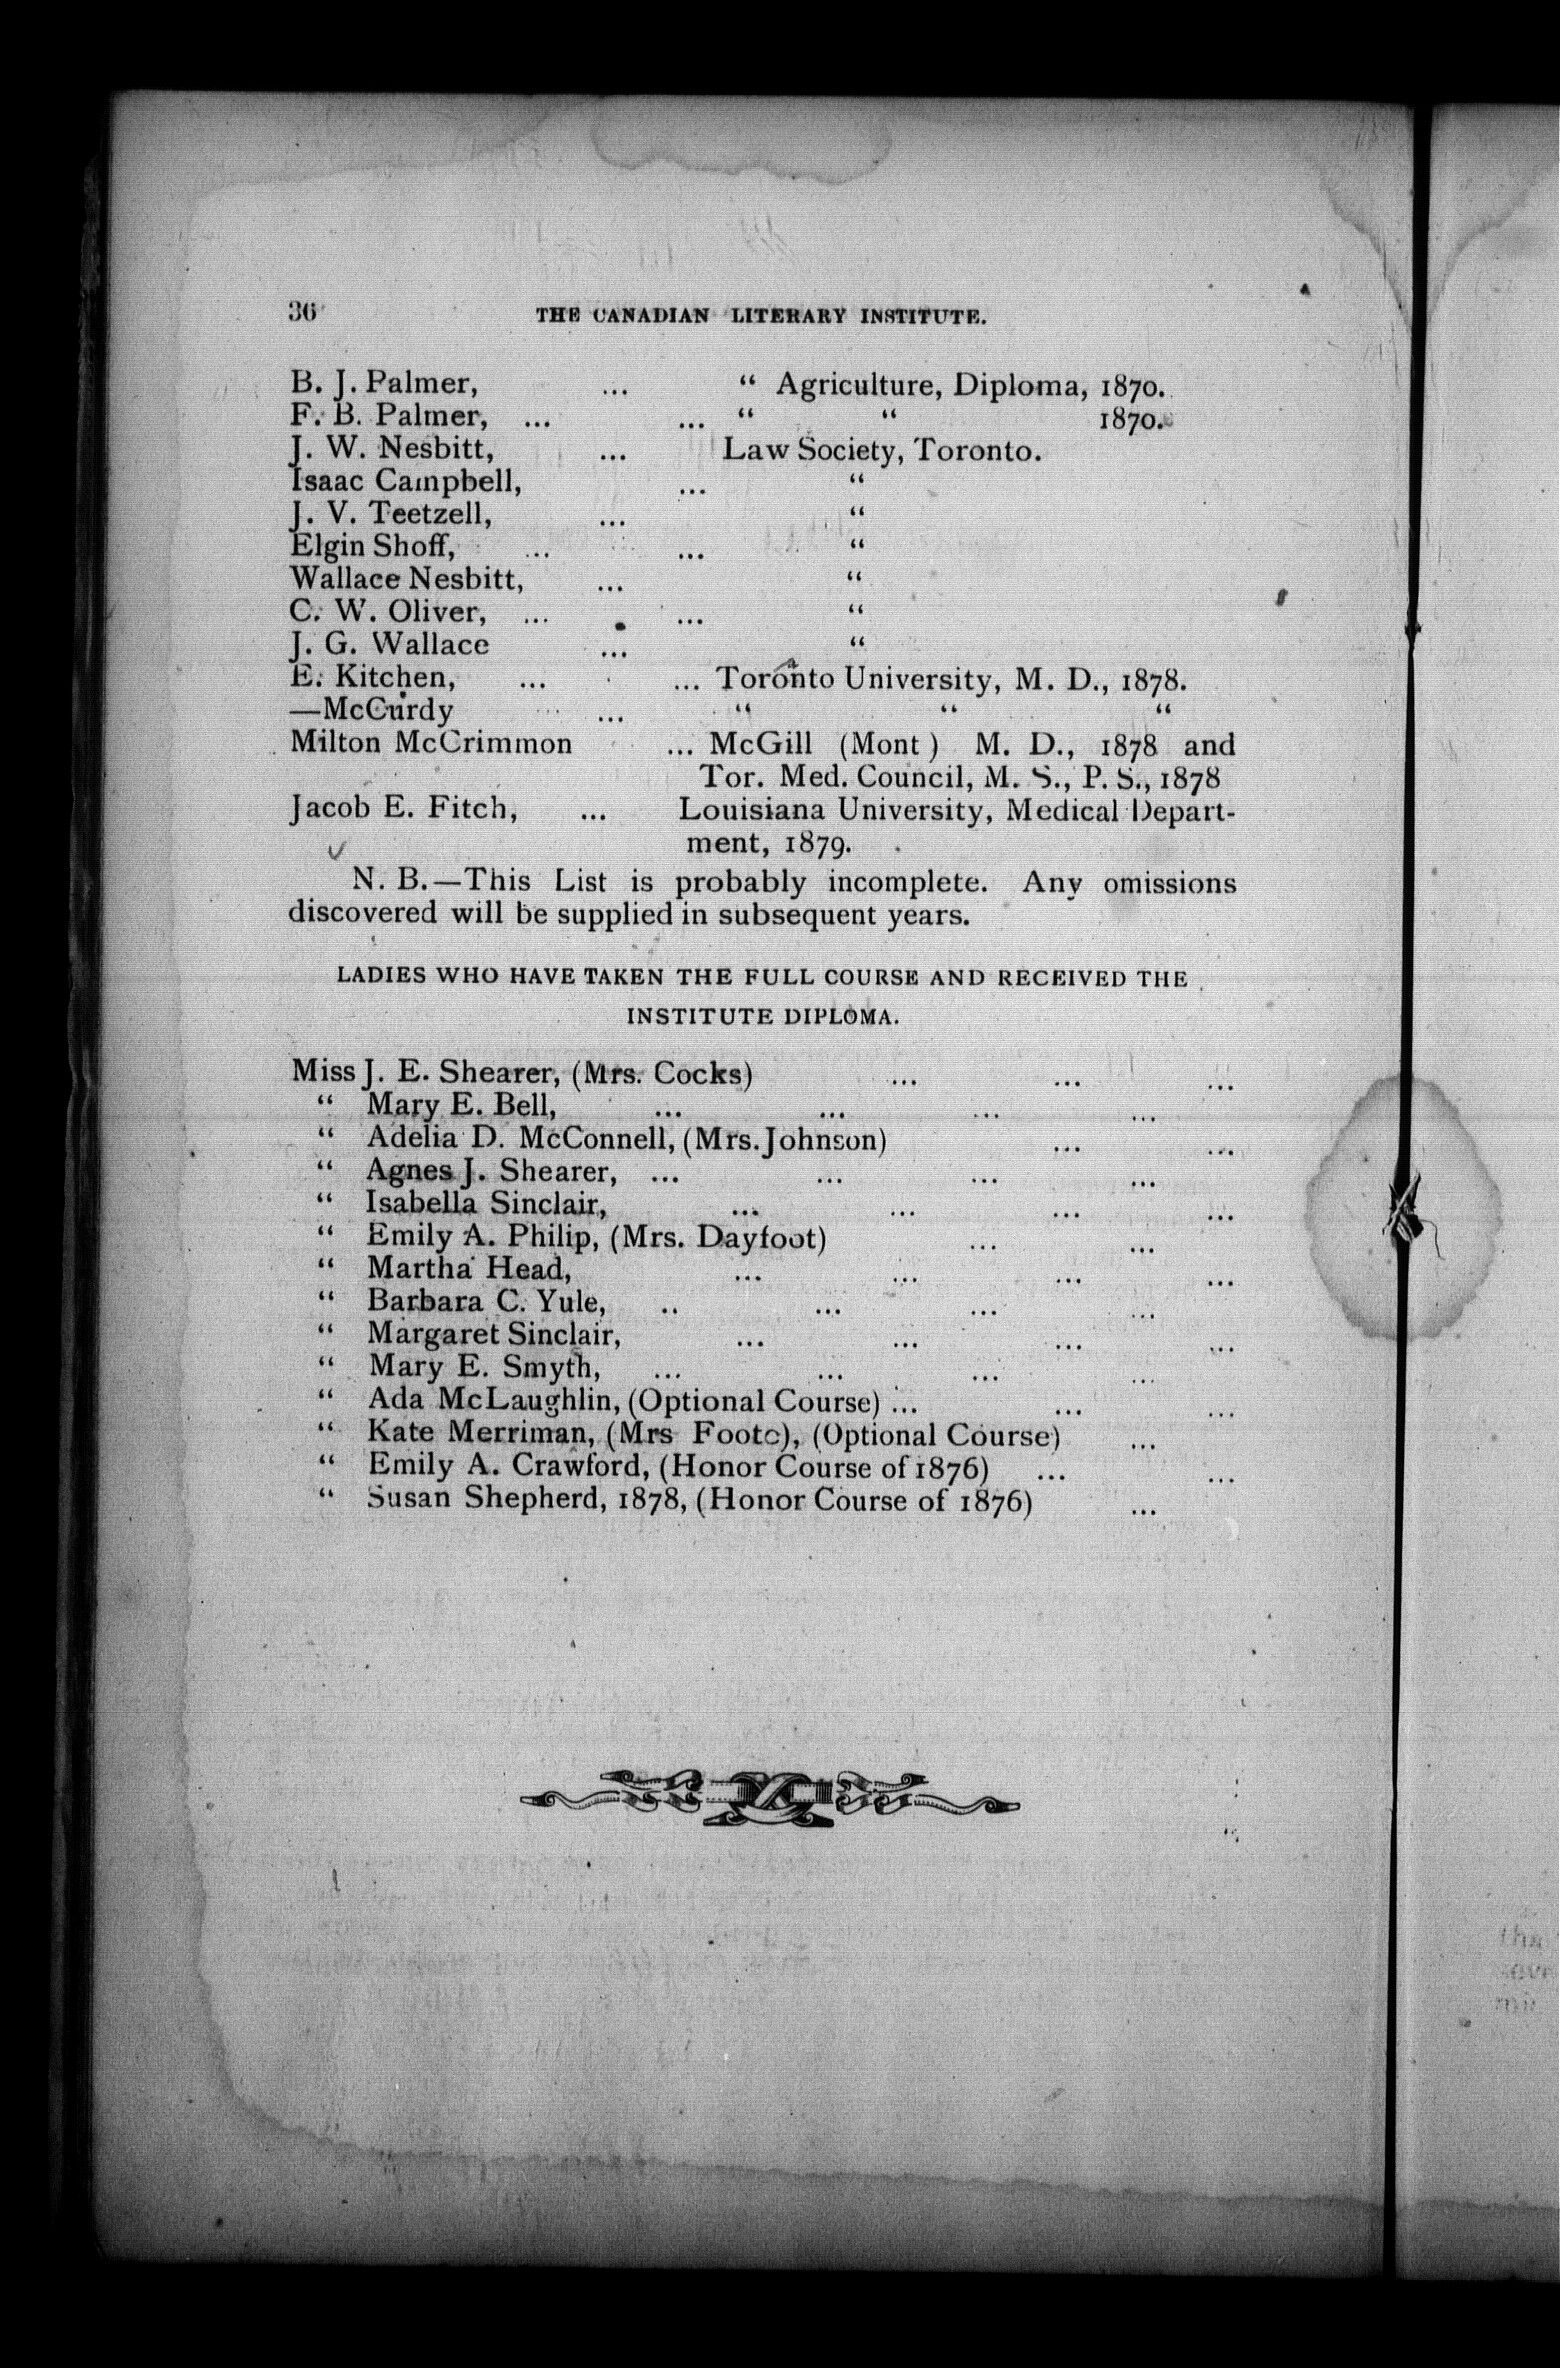 36 THE CANADIAN LITERARY INSTITUTE.
B. J. Palmer, ... “ Agriculture, Diploma, 1870.
F. B. Palmer, ... ... “ “ 1870.
J. W. Nesbitt, ... Law Society, Toronto.
Isaac Campbell, ... “
J. V. Teetzell, ... “
Elgin Shoff, ... ... “
Wallace Nesbitt, ... “
C. W. Oliver, ... ... “
J. G. Wallace ... “
E. Kitchen, ... ... Toronto University, M. D., 1878.
—McCurdy ... “ “ “
Milton McCrimmon ... McGill (Mont ) M. D., 1878 and
Tor. Med. Council, M. S., P. S., 1878
Jacob E. Fitch, ... Louisiana University, Medical Depart-
ment, 1879.
N. B.—This List is probably incomplete. Any omissions
discovered will be supplied in subsequent years.
LADIES WHO HAVE TAKEN THE FULL COURSE AND RECEIVED THE
INSTITUTE DIPLOMA.
Miss J. E. Shearer, (Mrs. Cocks) ... ... ...
“ Mary E. Bell, ... ... ... ...
“ Adelia D. McConnell, (Mrs. Johnson) ... ...
“ Agnes J. Shearer, ... ... ... ...
“ Isabella Sinclair, ... ... ... ...
“ Emily A. Philip, (Mrs. Dayfoot) ... ...
“ Martha Head, ... ... ... ...
“ Barbara C. Yule, .. ... ... ...
“ Margaret Sinclair, ... ... ... ...
“ Mary E. Smyth, ... ... ... ...
“ Ada McLaughlin, (Optional Course) ... ... ...
“ Kate Merriman, (Mrs Foote), (Optional Course) ...
“ Emily A. Crawford, (Honor Course of 1876) ... ...
“ Susan Shepherd, 1878, (Honor Course of 1876) ...